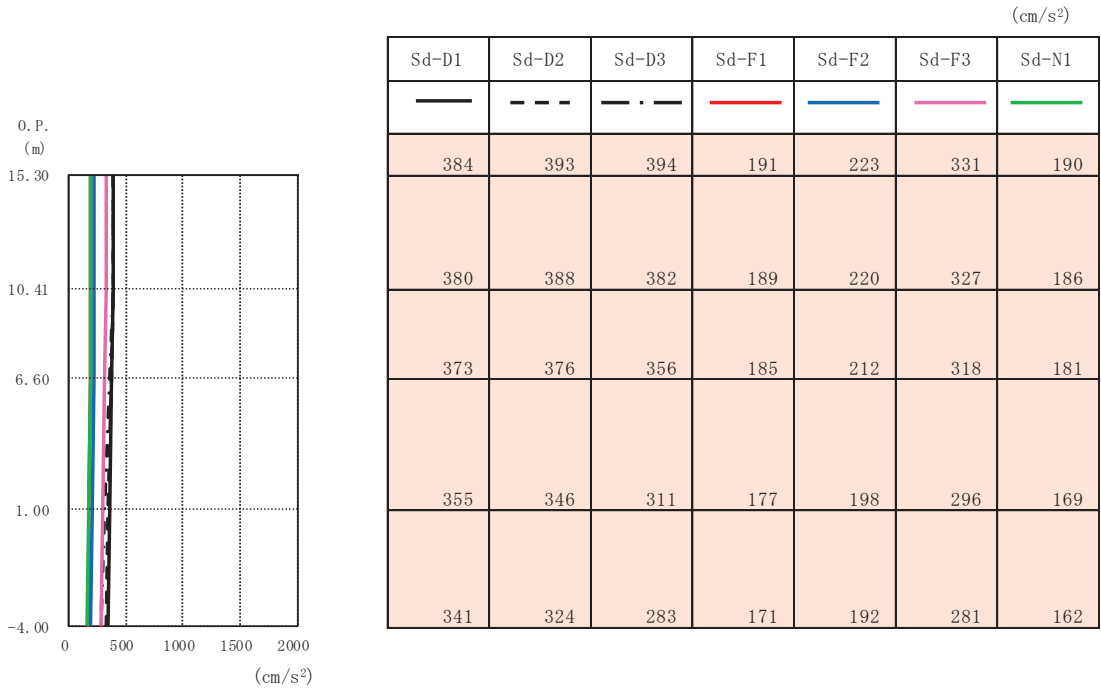 (cm/s²)
Sd-D1 Sd-D2 Sd-D3 Sd-F1 Sd-F2 Sd-F3 Sd-N1
O.P.
(m)
384 393 394 191 223 331 190
15.30
380 388 382 189 220 327 186
10.41
373 376 356 185 212 318 181
6.60
355 346 311 177 198 296 169
1.00
341 324 283 171 192 281 162
-4.00
0 500 1000 1500 2000
(cm/s²)